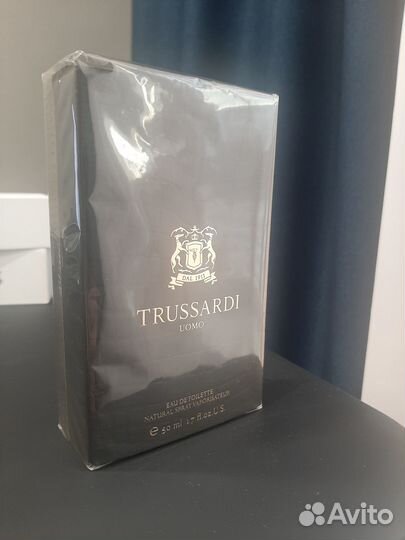 DAL 1911
TRUSSARDI
UOMO
EAU DE TOILETTE
NATURAL SPRAY VAPORISATEUR
℮ 50 ml 1.7 fl.oz.U.S.
Avito